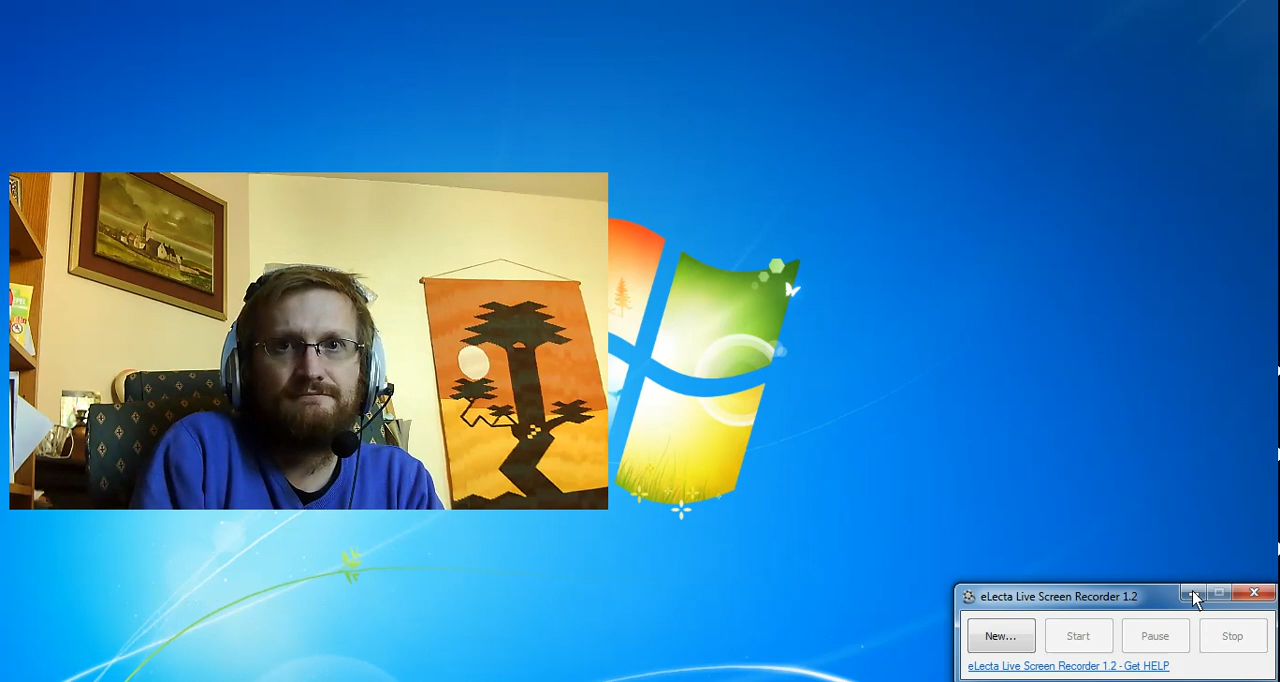 eLecta Live Screen Recorder 1.2
New... Start Pause Stop
eLecta Live Screen Recorder 1.2 - Get HELP